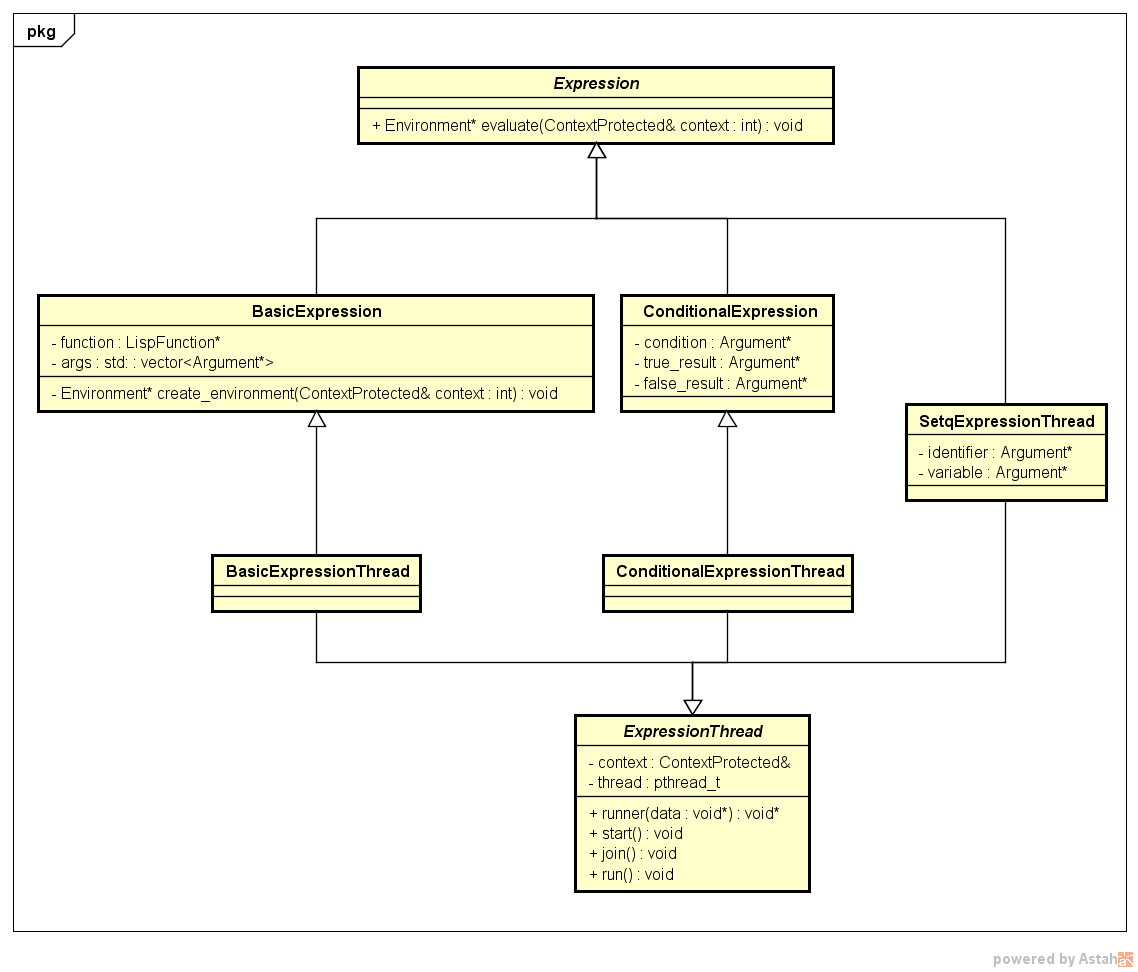 pkg
Expression
+ Environment* evaluate(ContextProtected& context : int) : void
BasicExpression
- function : LispFunction*
- args : std: : vector<Argument*>
- Environment* create_environment(ContextProtected& context : int) : void
ConditionalExpression
- condition : Argument*
- true_result : Argument*
- false_result : Argument*
SetqExpressionThread
- identifier : Argument*
- variable : Argument*
BasicExpressionThread
ConditionalExpressionThread
ExpressionThread
- context : ContextProtected&
- thread : pthread_t
+ runner(data : void*) : void*
+ start() : void
+ join() : void
+ run() : void
powered by Astah